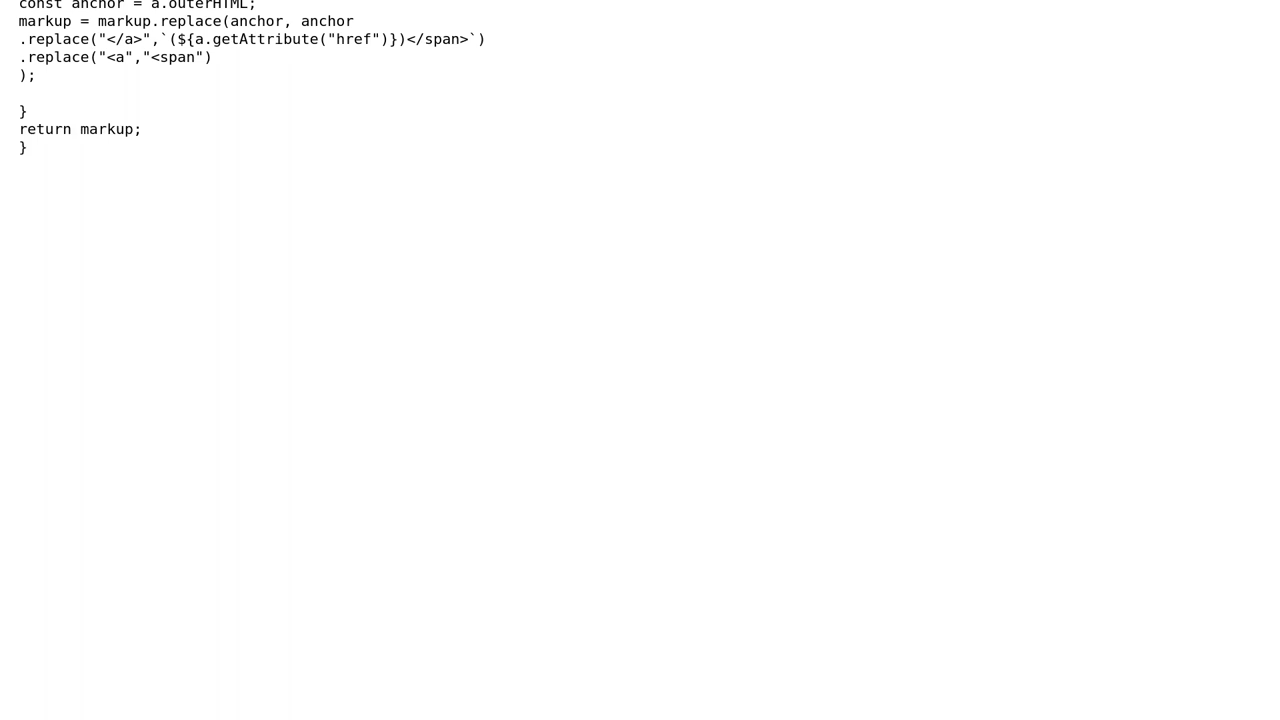 const anchor = a.outerHTML;
markup = markup.replace(anchor, anchor
.replace("</a>",`(${a.getAttribute("href")})</span>`)
.replace("<a","<span")
);
}
return markup;
}